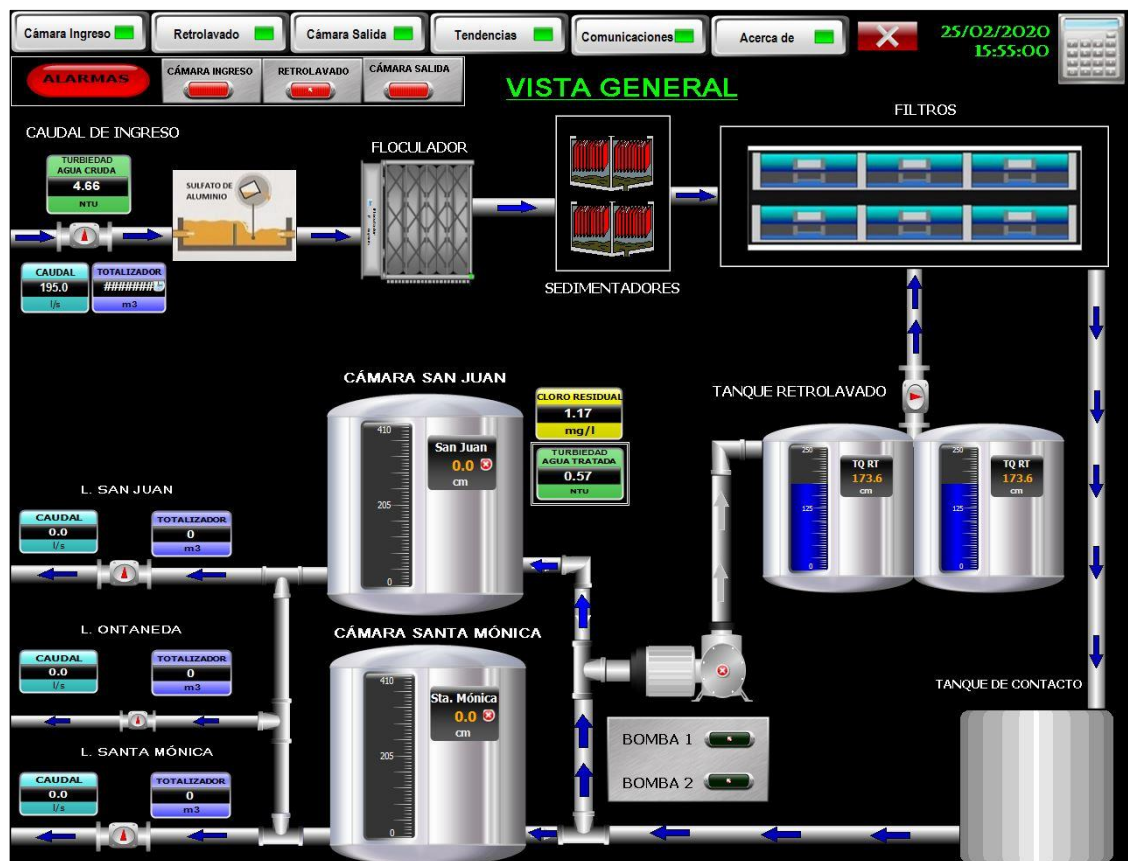 Cámara Ingreso
Retrolavado
Cámara Salida
Tendencias
Comunicaciones
Acerca de
25/02/2020
15:55:00
ALARMAS
CÁMARA INGRESO
RETROLAVADO
CÁMARA SALIDA
VISTA GENERAL
CAUDAL DE INGRESO
TURBIEDAD
AGUA CRUDA
4.66
NTU
SULFATO DE
ALUMINIO
FLOCULADOR
SEDIMENTADORES
FILTROS
CAUDAL
195.0
l/s
TOTALIZADOR
#######
m3
CÁMARA SAN JUAN
410
205
0
San Juan
0.0
cm
CLORO RESIDUAL
1.17
mg/l
TURBIEDAD
AGUA TRATADA
0.57
NTU
TANQUE RETROLAVADO
250
125
0
TQ RT
173.6
cm
250
125
0
TQ RT
173.6
cm
L. SAN JUAN
CAUDAL
0.0
l/s
TOTALIZADOR
0
m3
L. ONTANEDA
CAUDAL
0.0
l/s
TOTALIZADOR
0
m3
L. SANTA MÓNICA
CAUDAL
0.0
l/s
TOTALIZADOR
0
m3
CÁMARA SANTA MÓNICA
410
205
0
Sta. Mónica
0.0
cm
BOMBA 1
BOMBA 2
TANQUE DE CONTACTO